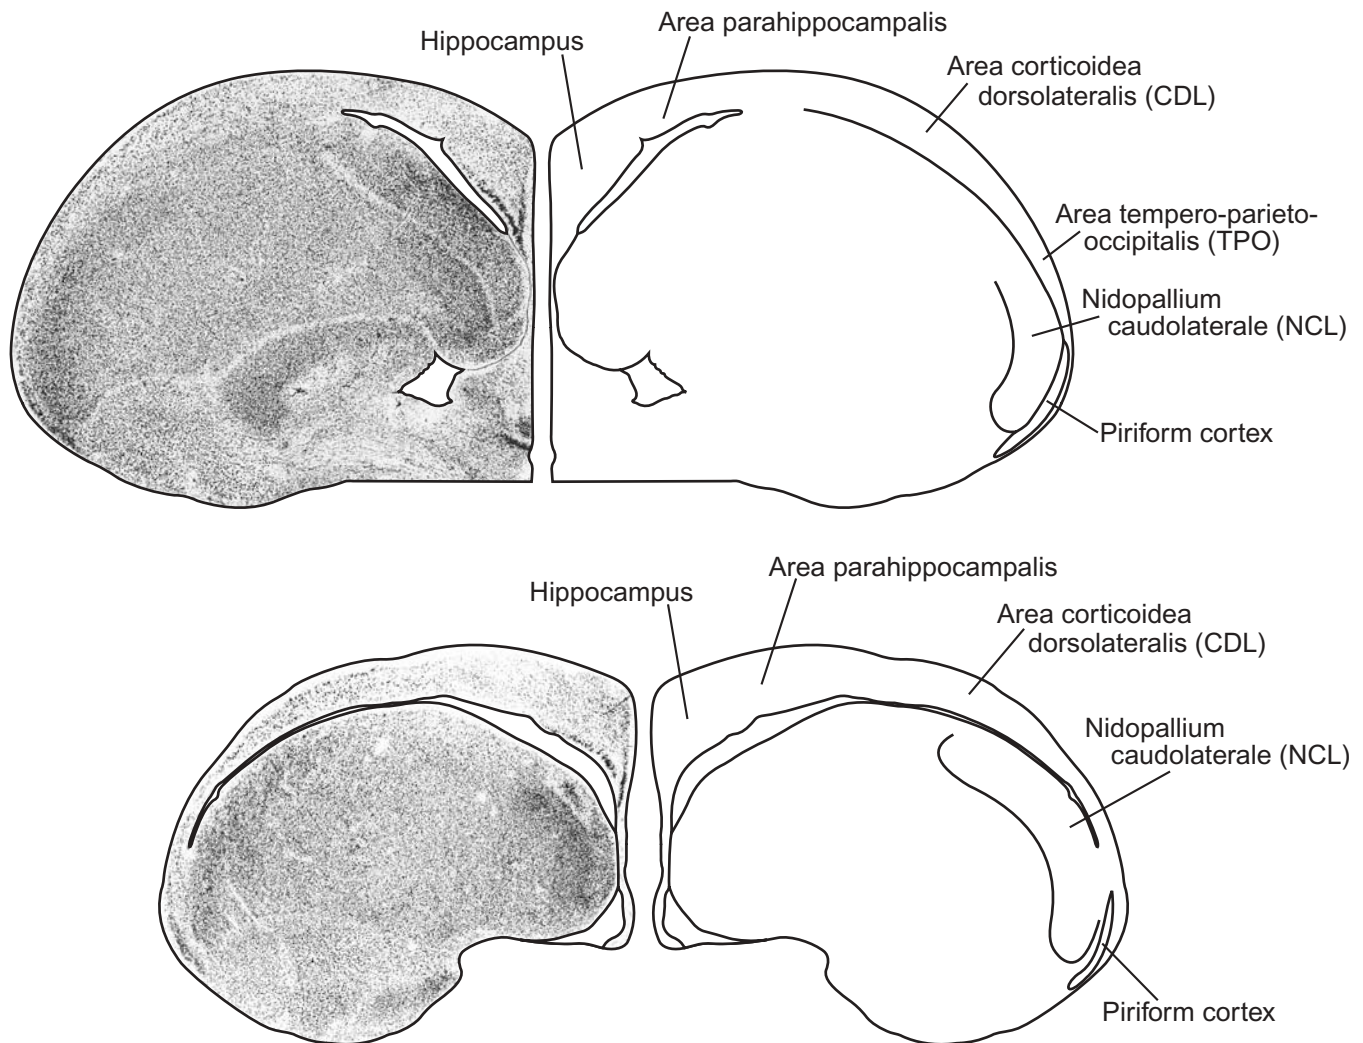 Area parahippocampalis
Hippocampus
Area corticoidea
dorsolateralis (CDL)
Area tempero-parieto-
occipitalis (TPO)
Nidopallium
caudolaterale (NCL)
Piriform cortex
Area parahippocampalis
Hippocampus
Area corticoidea
dorsolateralis (CDL)
Nidopallium
caudolaterale (NCL)
Piriform cortex